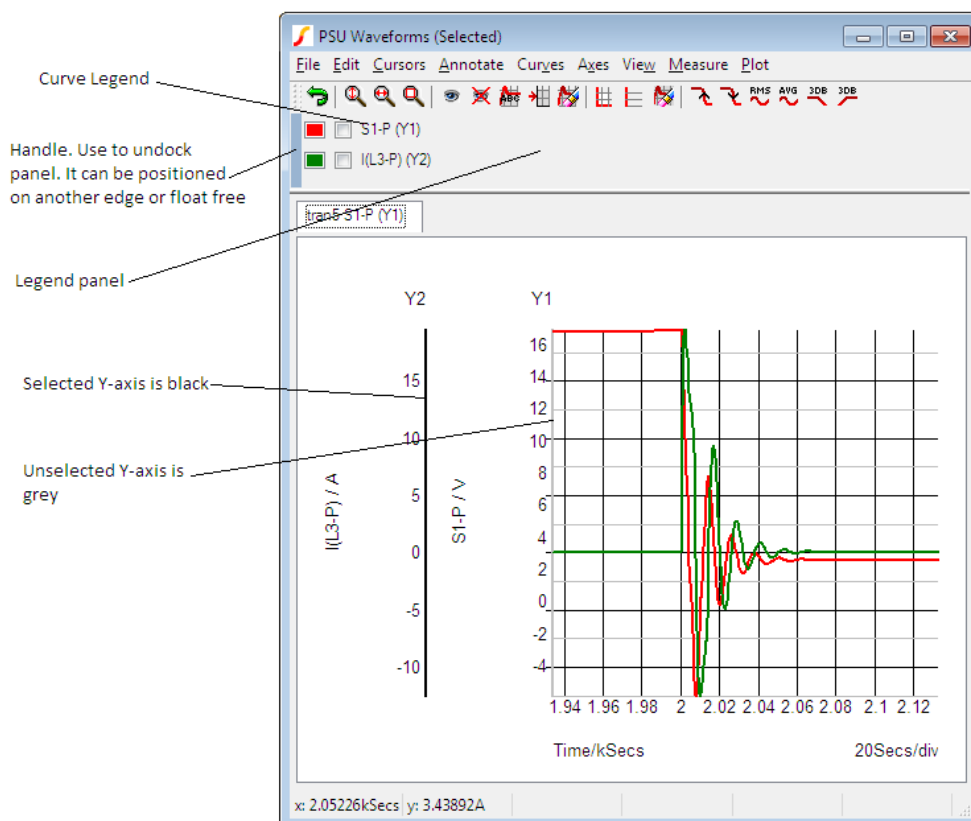 PSU Waveforms (Selected)
File Edit Cursors Annotate Curves Axes View Measure Plot
ABC RMS AVG 3DB 3DB
Curve Legend
S1-P (Y1)
I(L3-P) (Y2)
Handle. Use to undock
panel. It can be positioned
on another edge or float free
tran5 S1-P (Y1)
Legend panel
Y2 Y1
Selected Y-axis is black
Unselected Y-axis is
grey
I(L3-P) / A
15
10
5
0
-5
-10
S1-P / V
16
14
12
10
8
6
4
2
0
-2
-4
1.94 1.96 1.98 2 2.02 2.04 2.06 2.08 2.1 2.12
Time/kSecs 20Secs/div
x: 2.05226kSecs y: 3.43892A